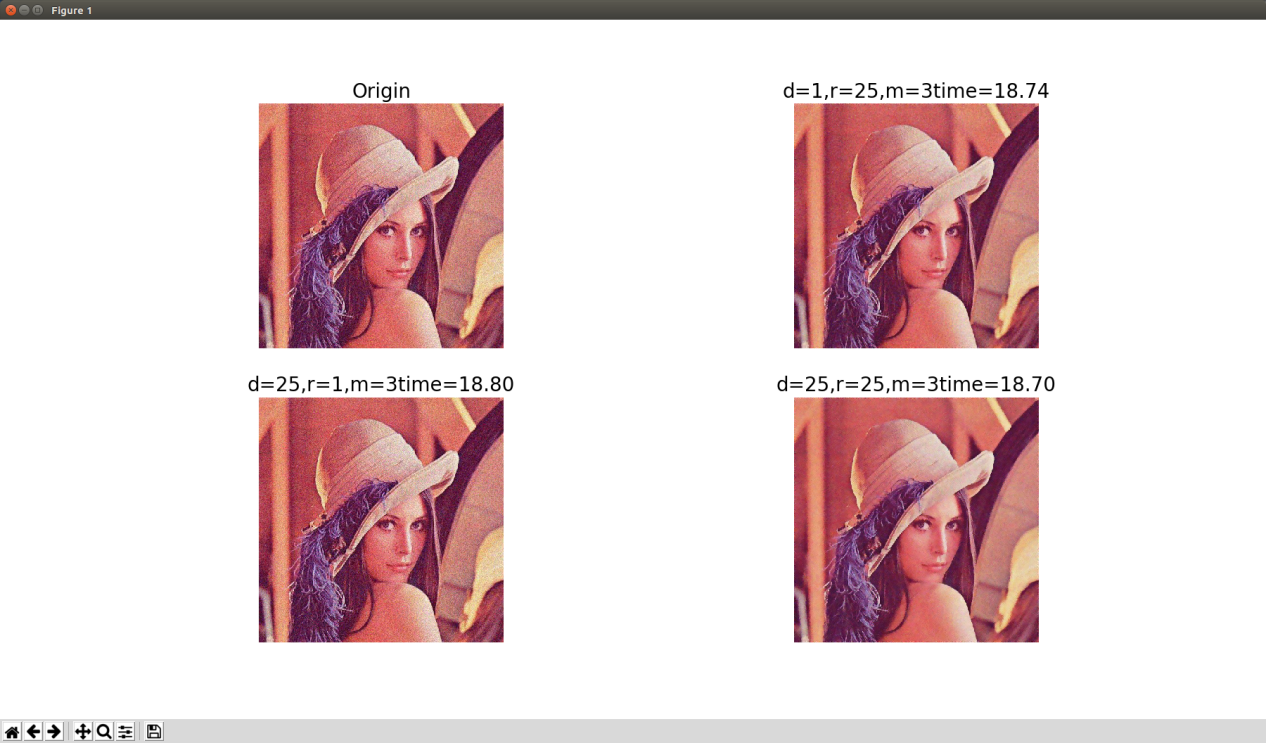 Figure 1
Origin
d=1,r=25,m=3time=18.74
d=25,r=1,m=3time=18.80
d=25,r=25,m=3time=18.70